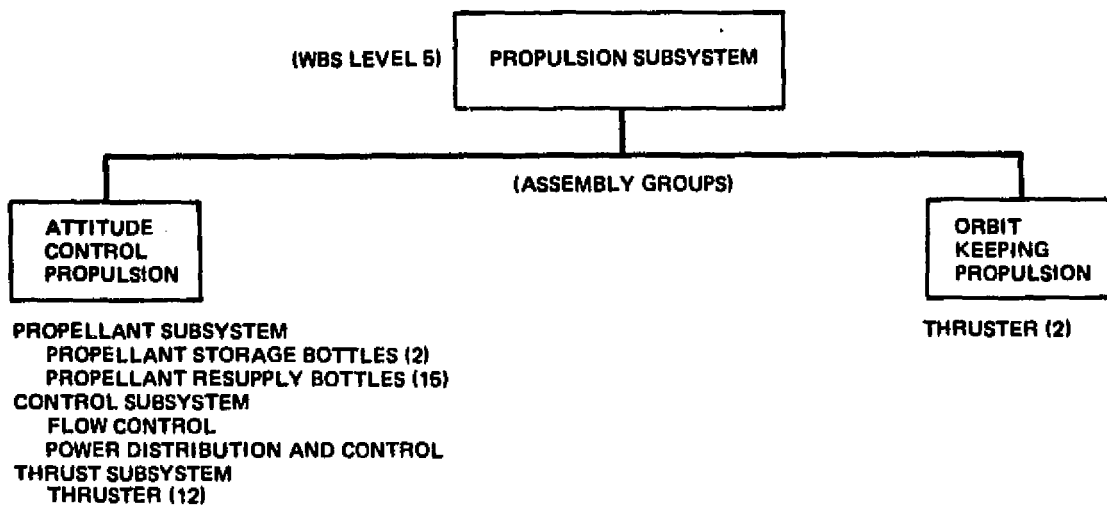 (WBS LEVEL 5)
PROPULSION SUBSYSTEM
(ASSEMBLY GROUPS)
ATTITUDE
CONTROL
PROPULSION
PROPELLANT SUBSYSTEM
PROPELLANT STORAGE BOTTLES (2)
PROPELLANT RESUPPLY BOTTLES (15)
CONTROL SUBSYSTEM
FLOW CONTROL
POWER DISTRIBUTION AND CONTROL
THRUST SUBSYSTEM
THRUSTER (12)
ORBIT
KEEPING
PROPULSION
THRUSTER (2)